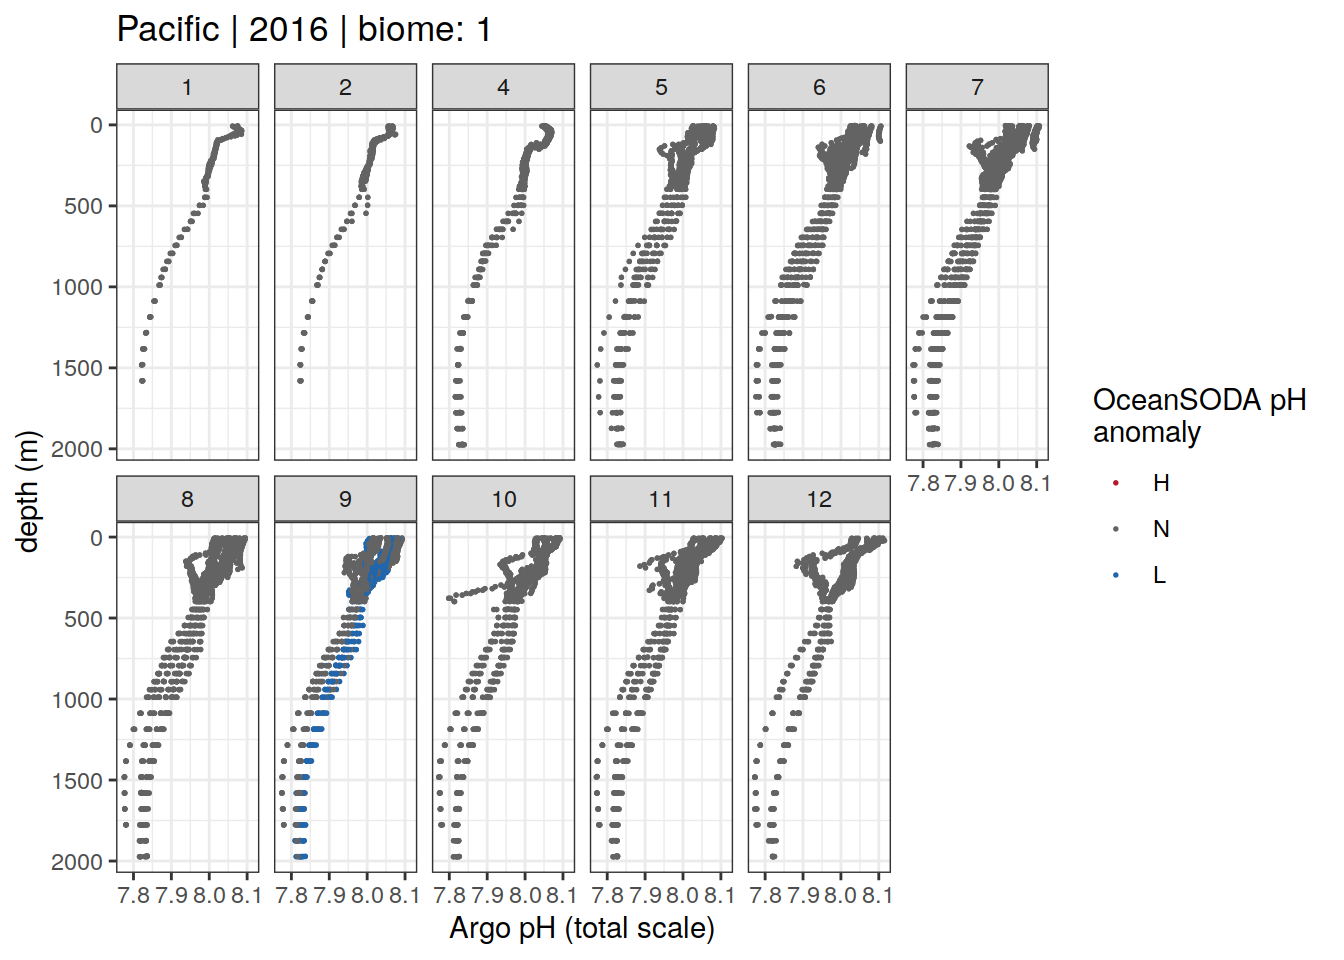 Pacific | 2016 | biome: 1
1 2 4 5 6 7
0
500
1000
1500
2000
7.8 7.9 8.0 8.1
8 9 10 11 12
0
500
1000
1500
2000
7.8 7.9 8.0 8.1 7.8 7.9 8.0 8.1 7.8 7.9 8.0 8.1 7.8 7.9 8.0 8.1 7.8 7.9 8.0 8.1
depth (m)
Argo pH (total scale)
OceanSODA pH
anomaly
H
N
L